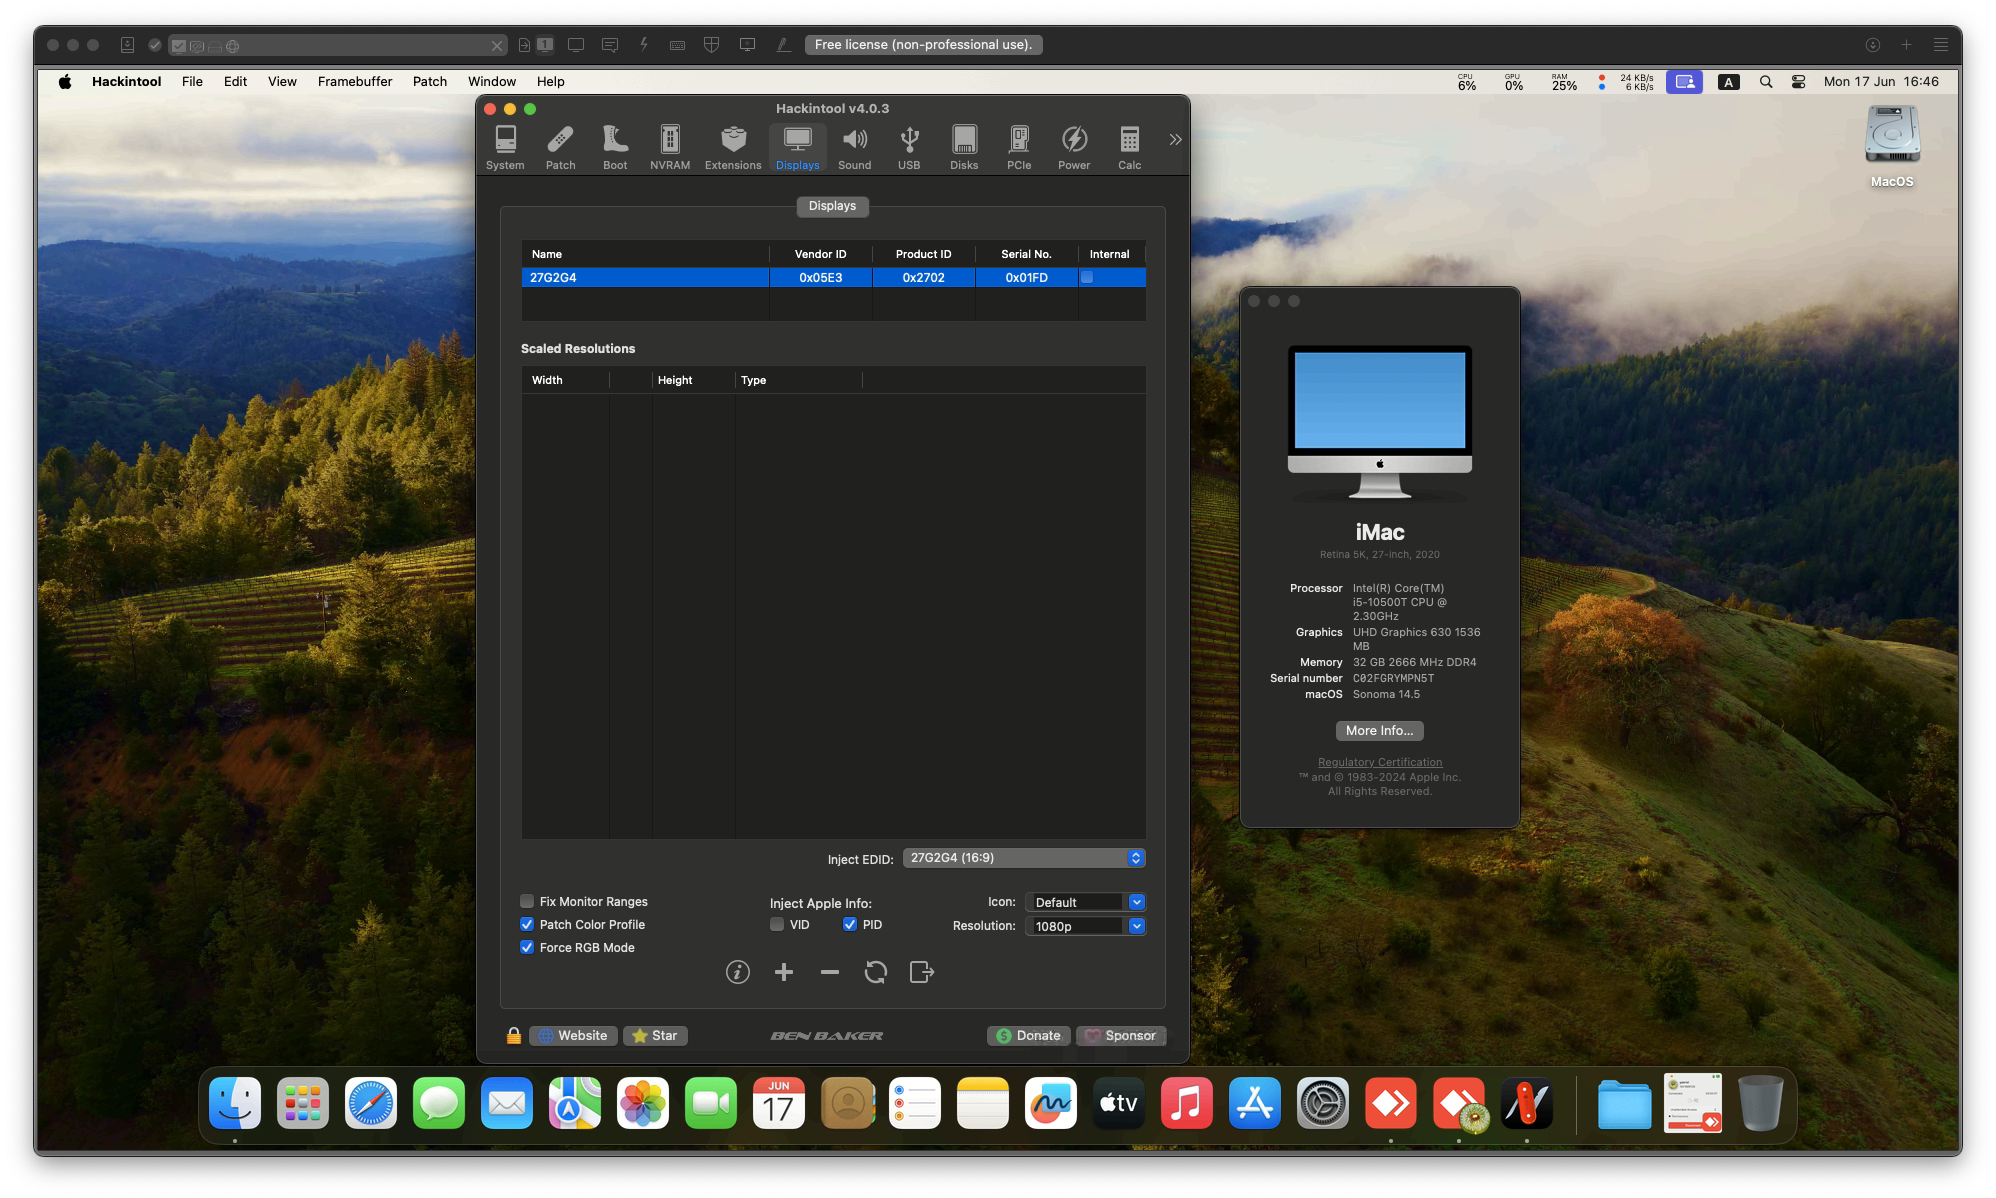 1
Free license (non-professional use).
Hackintool File Edit View Framebuffer Patch Window Help
CPU 6% GPU 0% RAM 25% 24 KB/s 6 KB/s A Mon 17 Jun 16:46
Hackintool v4.0.3
System Patch Boot NVRAM Extensions Displays Sound USB Disks PCIe Power Calc
MacOS
Displays
Name Vendor ID Product ID Serial No. Internal
27G2G4 0x05E3 0x2702 0x01FD
Scaled Resolutions
Width Height Type
Inject EDID: 27G2G4 (16:9)
Fix Monitor Ranges
Patch Color Profile
Force RGB Mode
Inject Apple Info:
VID PID
Icon: Default
Resolution: 1080p
Website Star BEN BAKER Donate Sponsor
iMac
Retina 5K, 27-inch, 2020
Processor Intel(R) Core(TM)
i5-10500T CPU @
2.30GHz
Graphics UHD Graphics 630 1536
MB
Memory 32 GB 2666 MHz DDR4
Serial number C02FGRYMPN5T
macOS Sonoma 14.5
More Info...
Regulatory Certification
™ and © 1983-2024 Apple Inc.
All Rights Reserved.
JUN
17
tv